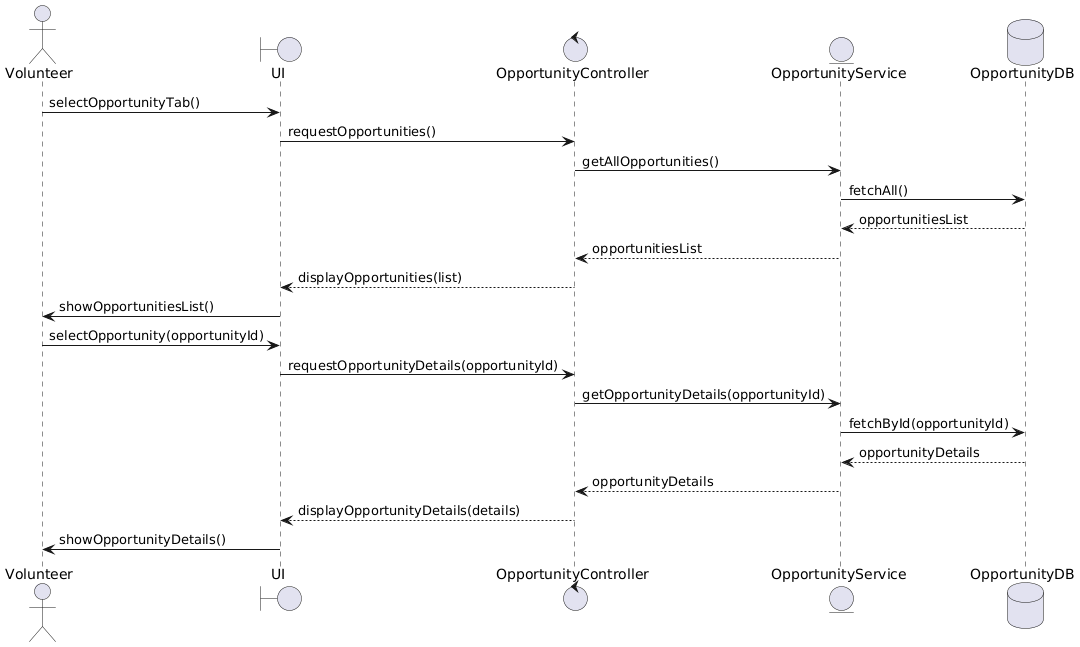 Volunteer UI OpportunityController OpportunityService OpportunityDB
selectOpportunityTab()
requestOpportunities()
getAllOpportunities()
fetchAll()
opportunitiesList
opportunitiesList
displayOpportunities(list)
showOpportunitiesList()
selectOpportunity(opportunityId)
requestOpportunityDetails(opportunityId)
getOpportunityDetails(opportunityId)
fetchById(opportunityId)
opportunityDetails
opportunityDetails
displayOpportunityDetails(details)
showOpportunityDetails()
Volunteer UI OpportunityController OpportunityService OpportunityDB